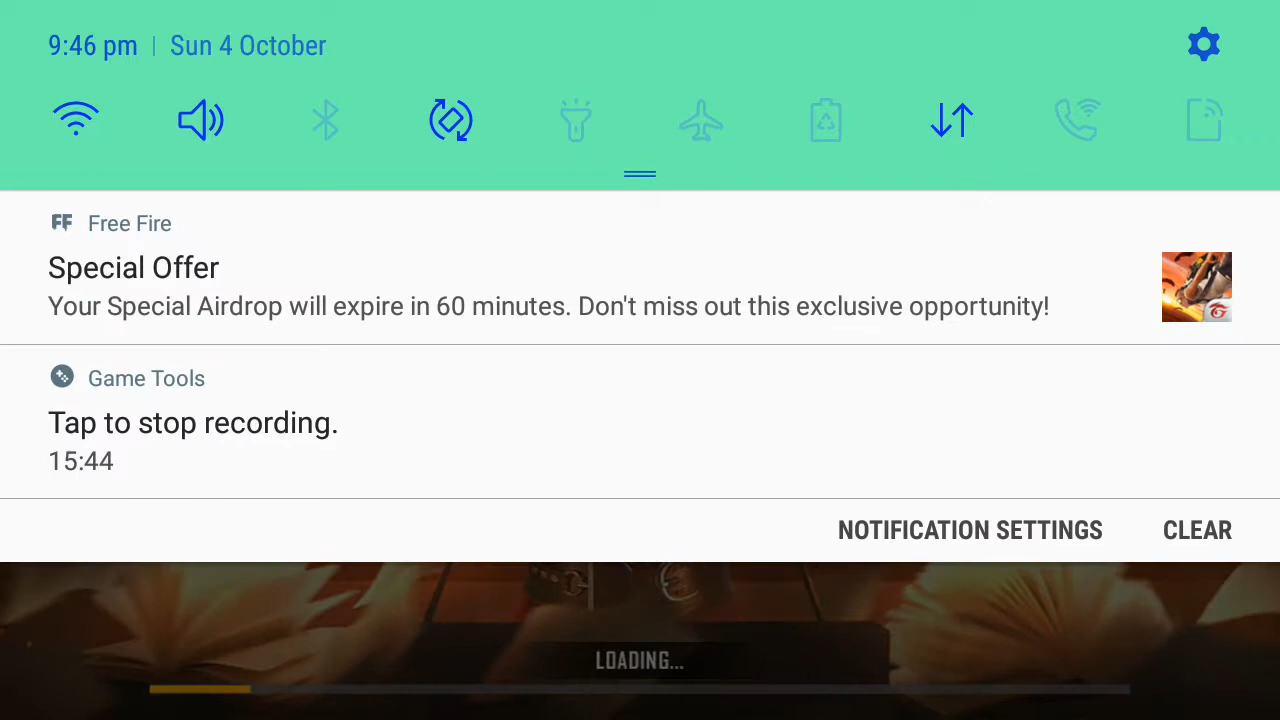 9:46 pm | Sun 4 October
FF Free Fire
Special Offer
Your Special Airdrop will expire in 60 minutes. Don't miss out this exclusive opportunity!
Game Tools
Tap to stop recording.
15:44
NOTIFICATION SETTINGS CLEAR
LOADING...